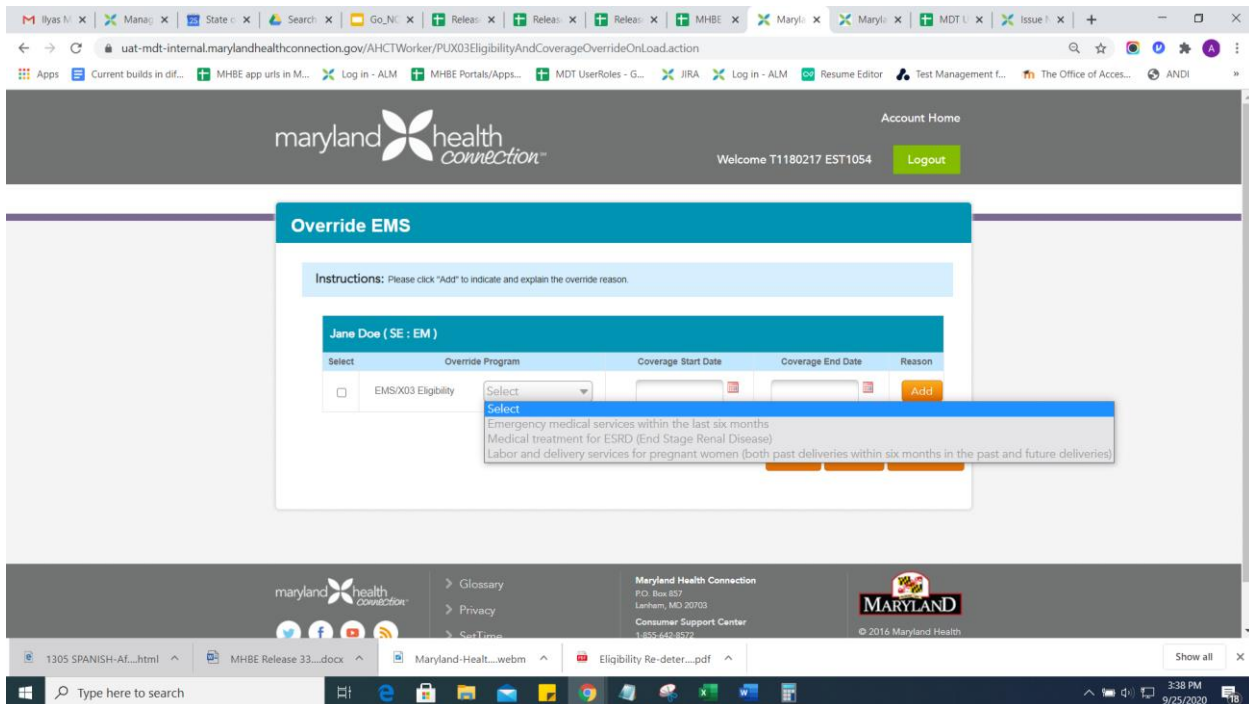 Ilyas M
Manag
State o
Search
Go_NC
Releas
Releas
Releas
MHBE
Maryla
Maryla
MDT U
Issue N
uat-mdt-internal.marylandhealthconnection.gov/AHCTWorker/PUX03EligibilityAndCoverageOverrideOnLoad.action
A
Apps
Current builds in dif...
MHBE app urls in M...
Log in - ALM
MHBE Portals/Apps...
MDT UserRoles - G...
JIRA
Log in - ALM
Resume Editor
Test Management f...
The Office of Acces...
ANDI
»
Account Home
maryland health
connection
Welcome T1180217 EST1054
Logout
Override EMS
Instructions: Please click "Add" to indicate and explain the override reason.
Jane Doe ( SE : EM )
Select Override Program Coverage Start Date Coverage End Date Reason
EMS/X03 Eligibility Select Add
Select
Emergency medical services within the last six months
Medical treatment for ESRD (End Stage Renal Disease)
Labor and delivery services for pregnant women (both past deliveries within six months in the past and future deliveries)
maryland health
connection
> Glossary
> Privacy
> SetTime
Maryland Health Connection
P.O. Box 857
Lanham, MD 20703
Consumer Support Center
1-855-642-8572
MARYLAND
© 2016 Maryland Health
1305 SPANISH-Af....html
MHBE Release 33....docx
Maryland-Healt....webm
Eligibility Re-deter....pdf
Show all
Type here to search
3:38 PM
9/25/2020
18